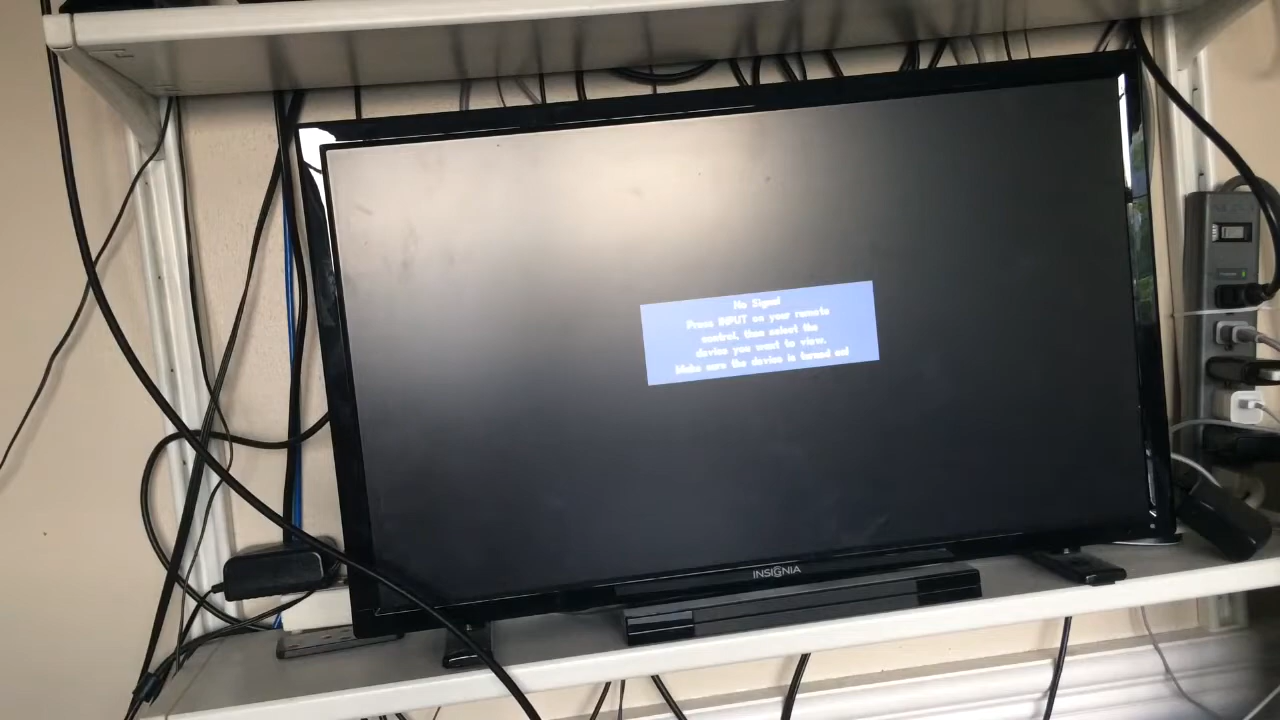 No Signal
Press INPUT on your remote
control, then select the
device you want to view.
Make sure the device is turned on!
INSIGNIA